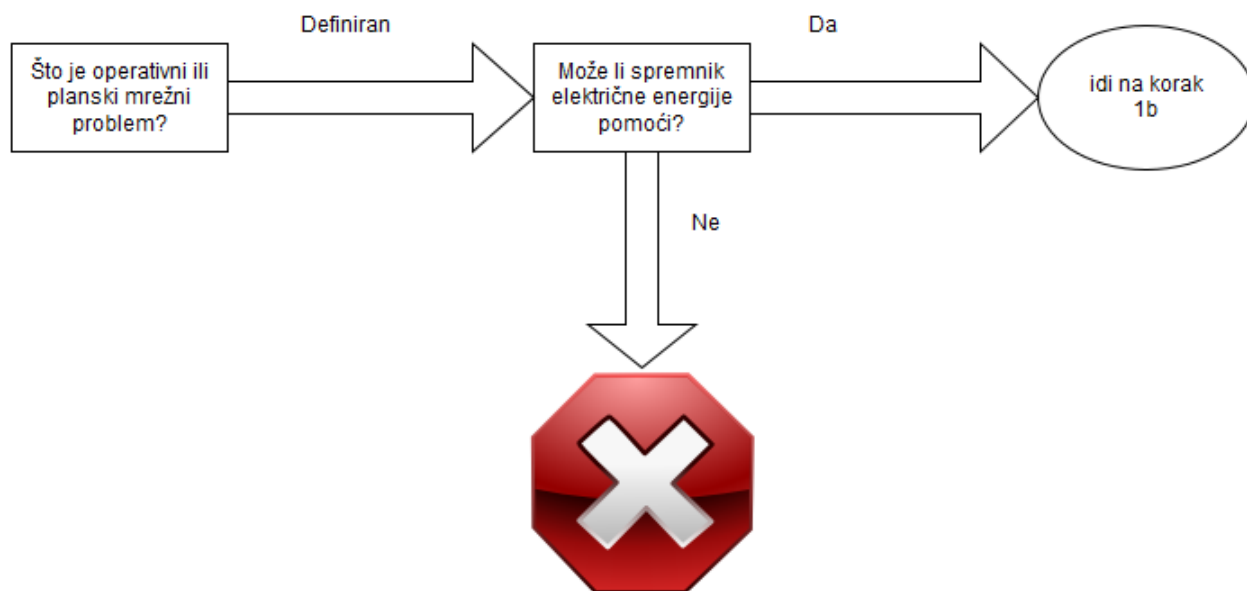 Definiran
Da
Što je operativni ili
planski mrežni
problem?
Može li spremnik
električne energije
pomoći?
idi na korak
1b
Ne